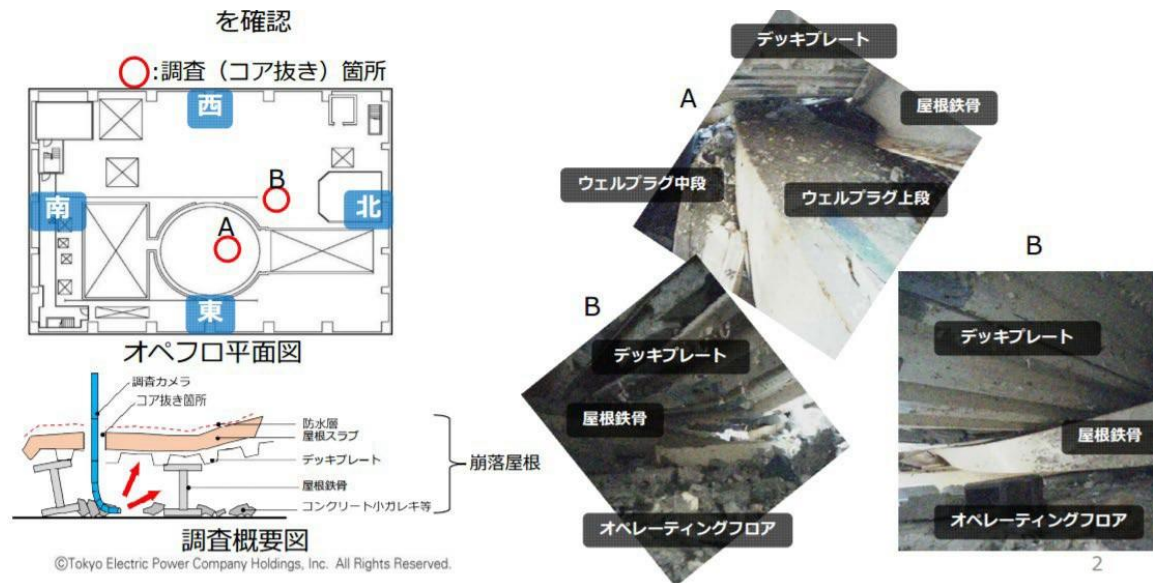 を確認
○:調査（コア抜き）箇所
西
南
北
東
B
A
オペフロ平面図
調査カメラ
コア抜き箇所
防水層
屋根スラブ
デッキプレート
屋根鉄骨
コンクリート小ガレキ等
崩落屋根
調査概要図
©Tokyo Electric Power Company Holdings, Inc. All Rights Reserved.
A
デッキプレート
屋根鉄骨
ウェルプラグ中段
ウェルプラグ上段
B
デッキプレート
屋根鉄骨
オペレーティングフロア
B
デッキプレート
屋根鉄骨
オペレーティングフロア
2